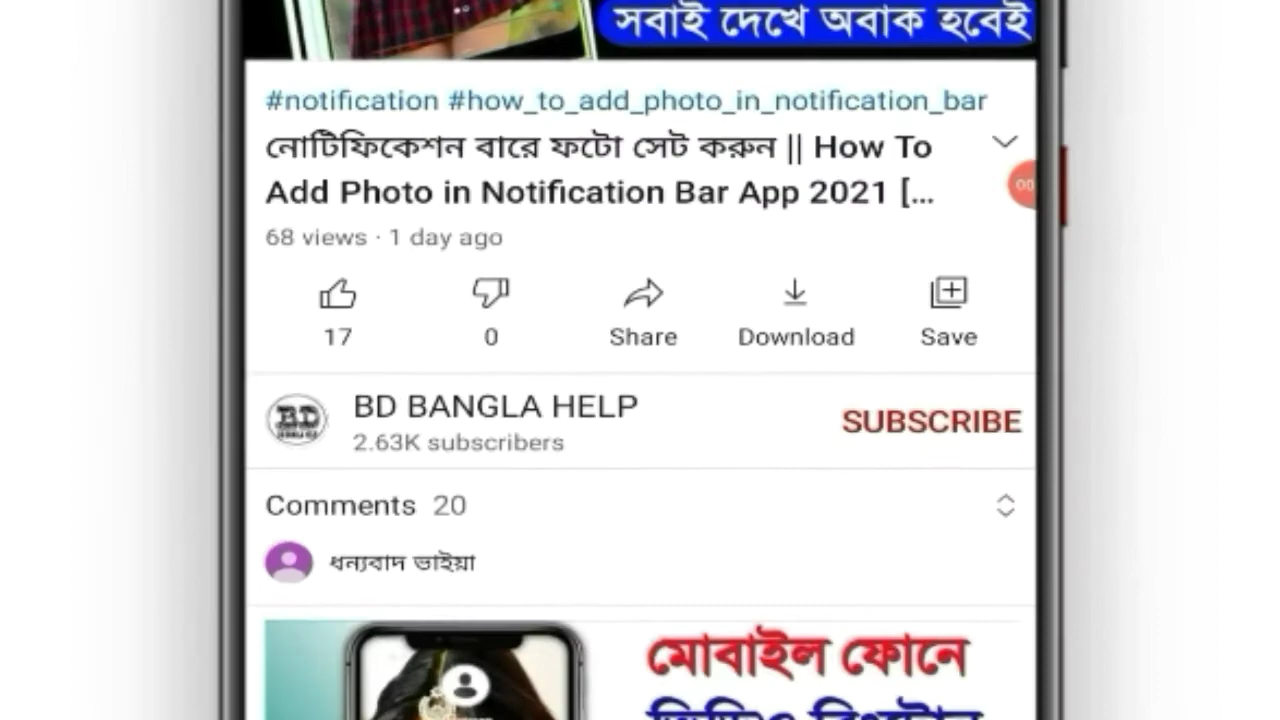 সবাই দেখে অবাক হবেই
#notification #how_to_add_photo_in_notification_bar
নোটিফিকেশন বারে ফটো সেট করুন || How To
Add Photo in Notification Bar App 2021 [...
00
68 views · 1 day ago
17 0 Share Download Save
BD BANGLA HELP
SUBSCRIBE
2.63K subscribers
Comments 20
ধন্যবাদ ভাইয়া
মোবাইল ফোনে
ভিডিও রিংটোন